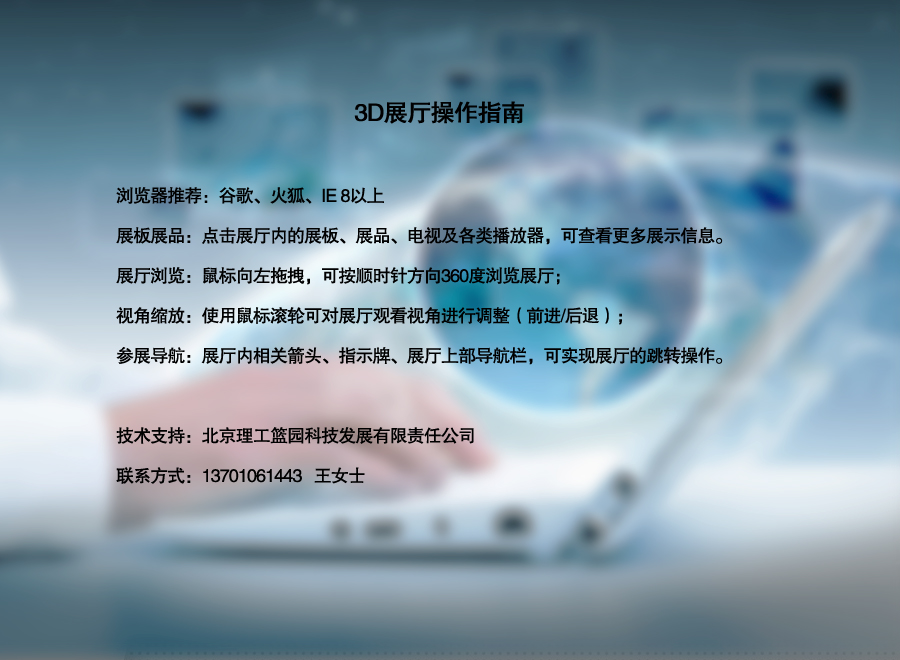 3D展厅操作指南
浏览器推荐：谷歌、火狐、IE 8以上
展板展品：点击展厅内的展板、展品、电视及各类播放器，可查看更多展示信息。
展厅浏览：鼠标向左拖拽，可按顺时针方向360度浏览展厅；
视角缩放：使用鼠标滚轮可对展厅观看视角进行调整（前进/后退）；
参展导航：展厅内相关箭头、指示牌、展厅上部导航栏，可实现展厅的跳转操作。
技术支持：北京理工篮园科技发展有限责任公司
联系方式：13701061443 王女士